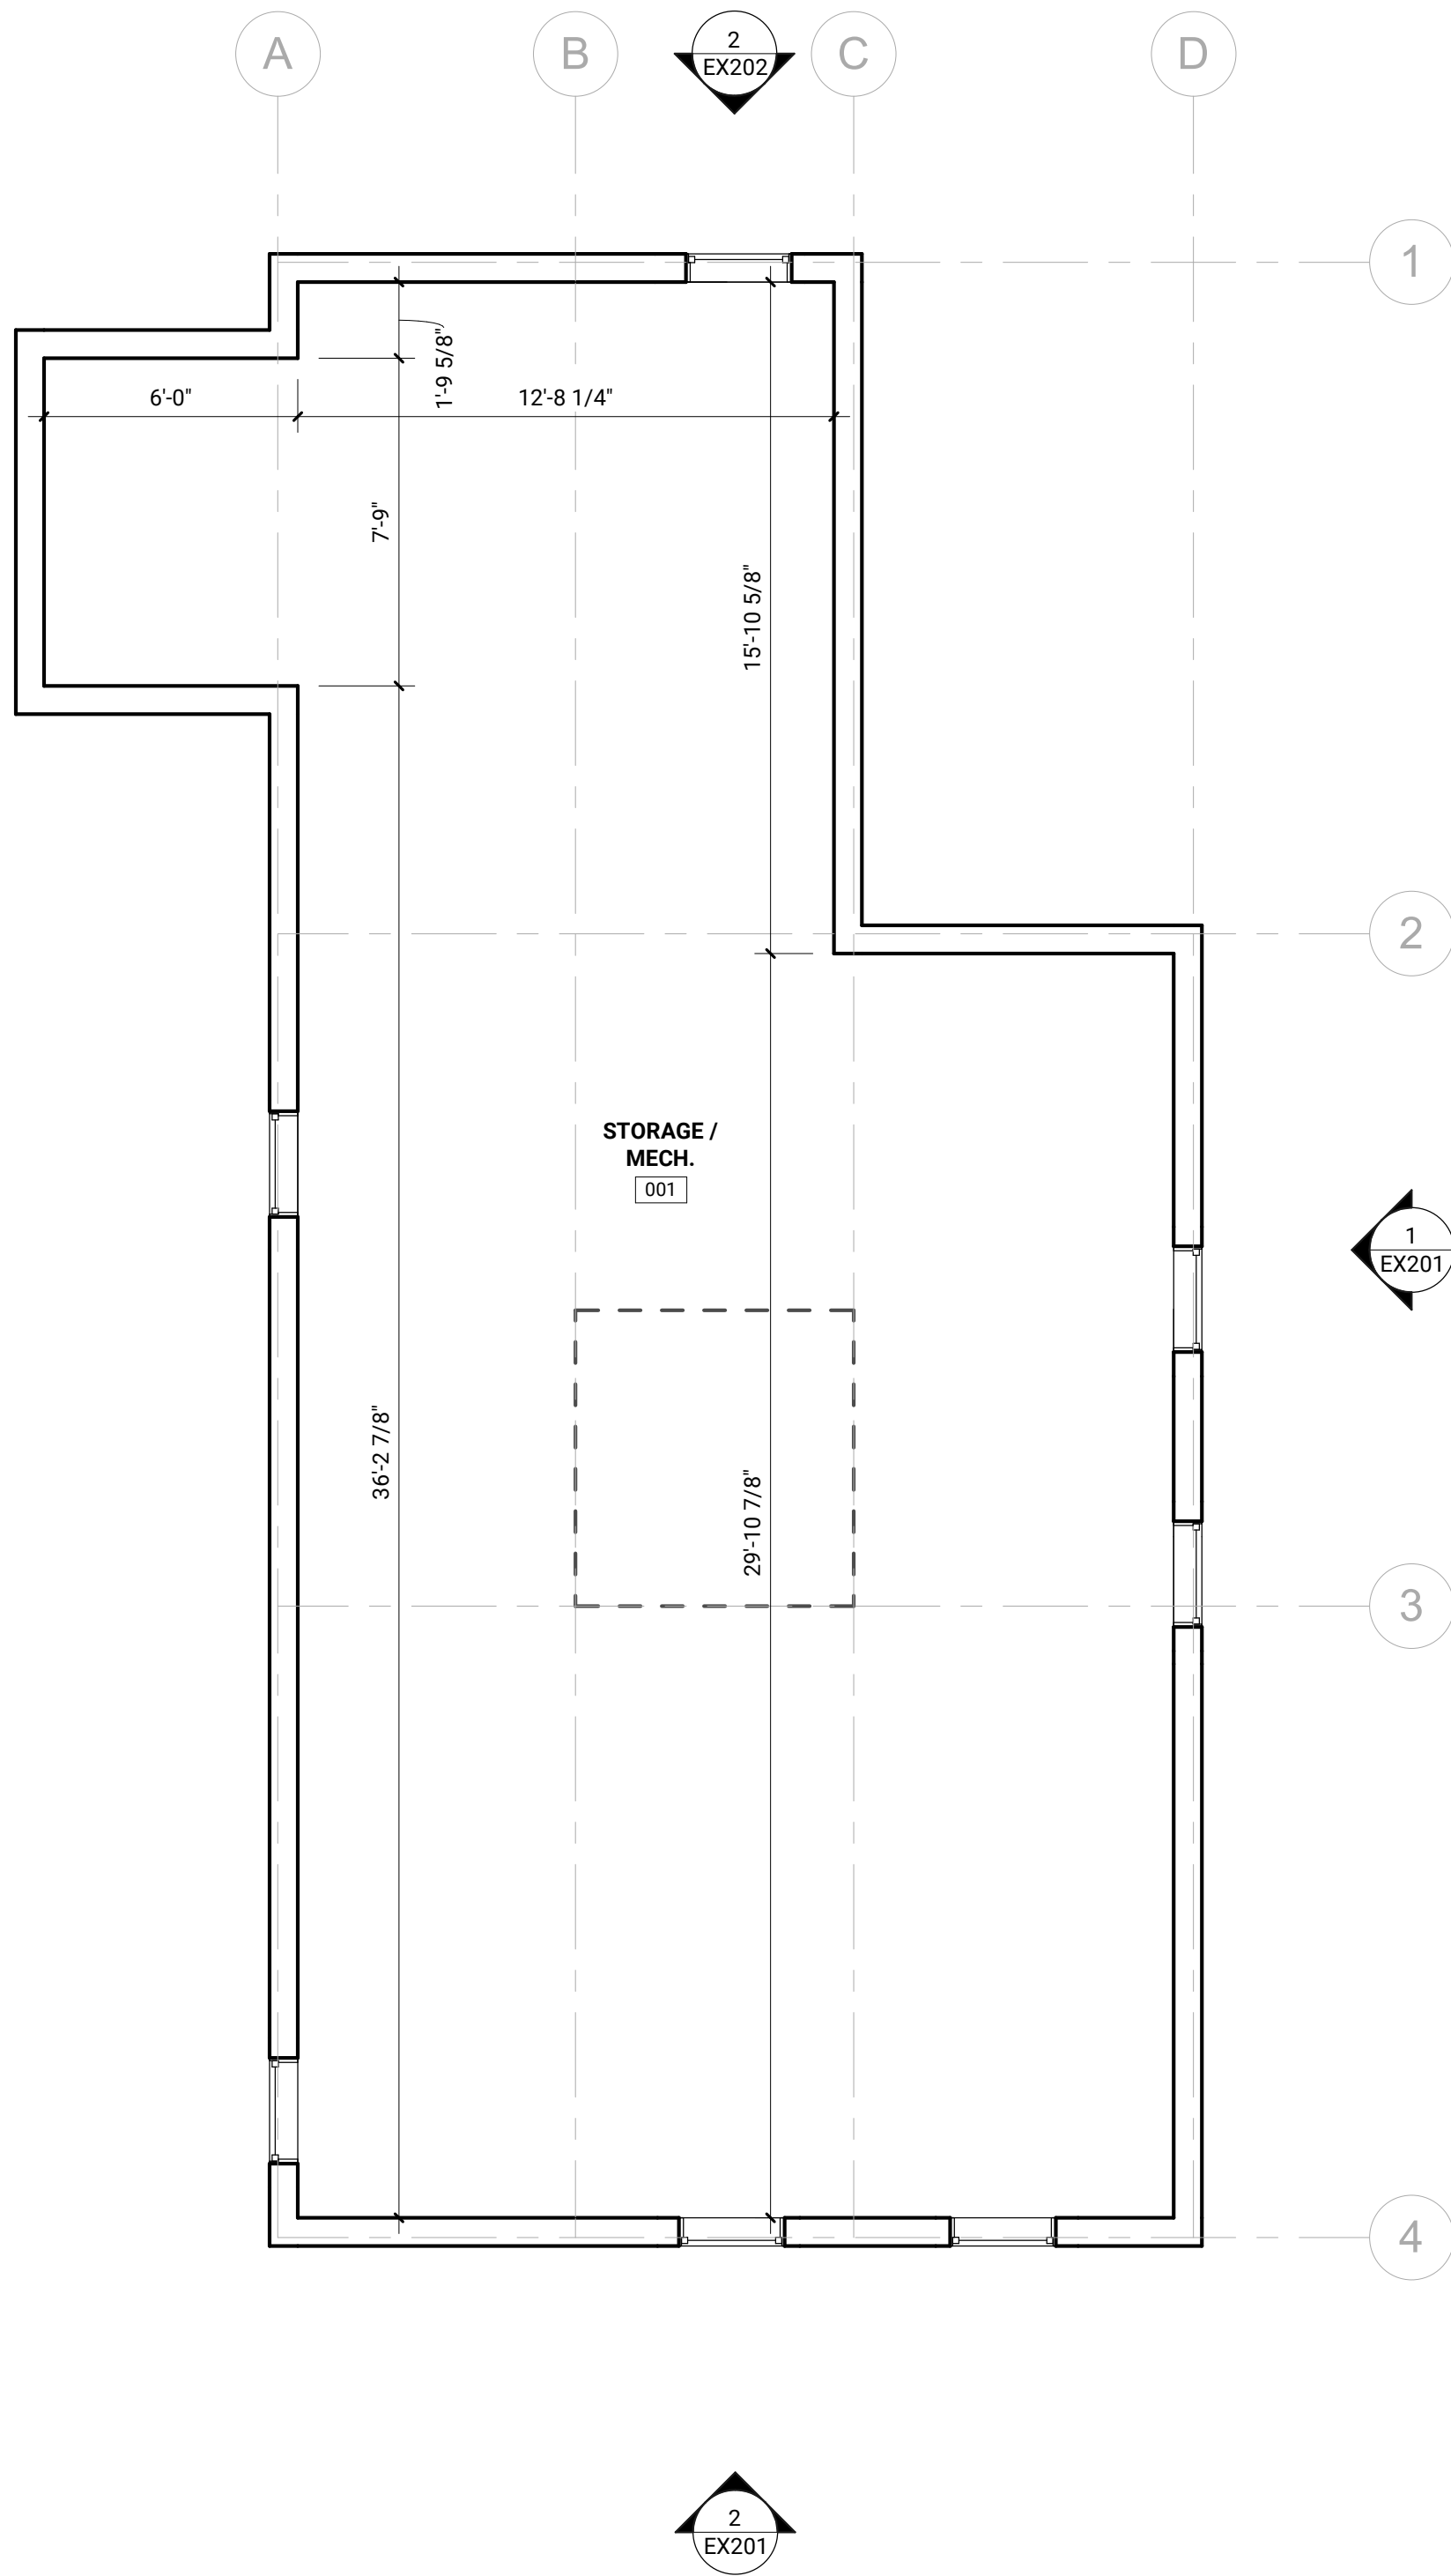 A
B
2
EX202
C
D
1
6'-0"
1'-9 5/8"
12'-8 1/4"
7'-9"
15'-10 5/8"
2
STORAGE /
MECH.
001
1
EX201
36'-2 7/8"
29'-10 7/8"
3
4
2
EX201